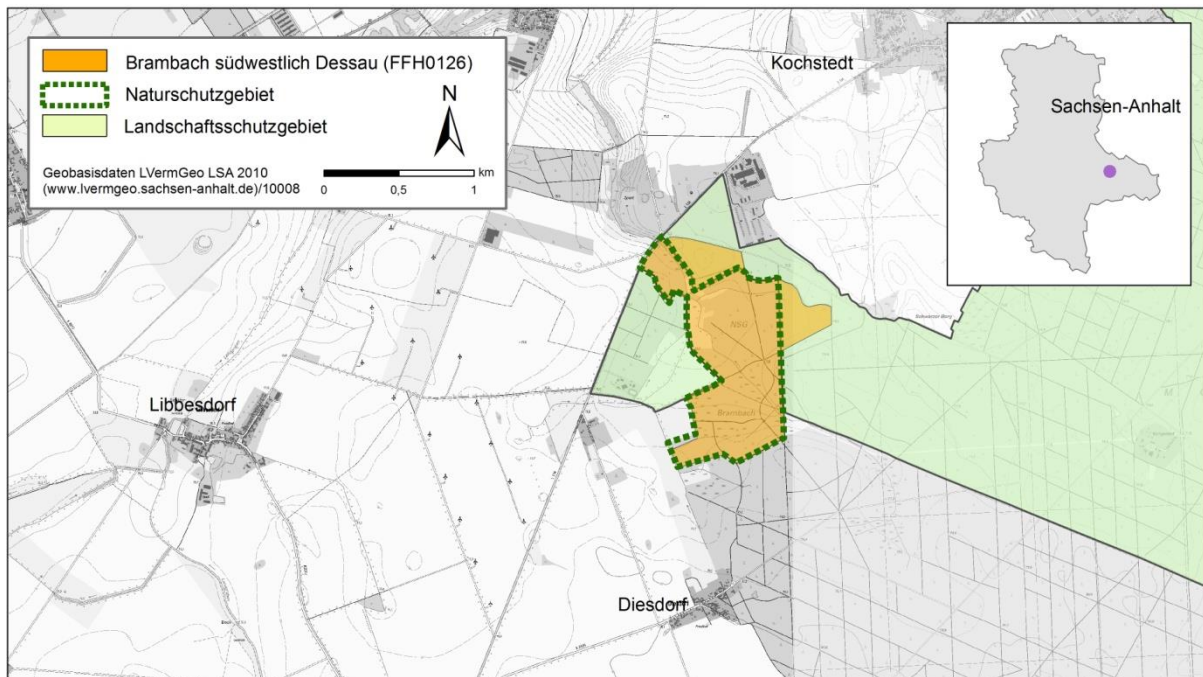 Brambach südwestlich Dessau (FFH0126)
Naturschutzgebiet
Landschaftsschutzgebiet
N
Geobasisdaten LVermGeo LSA 2010
(www.lvermgeo.sachsen-anhalt.de)/10008
km
0
0,5
1
Kochstedt
Sachsen-Anhalt
NSG
Libbesdorf
Brambach
Diesdorf